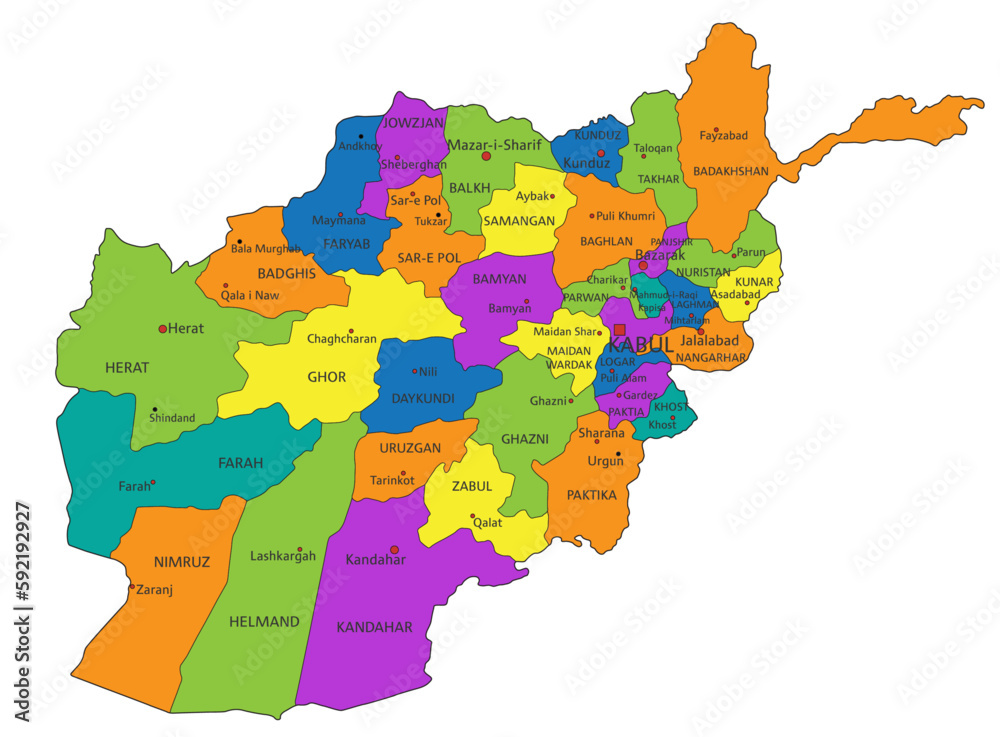 JOWZJAN
Andkhoy
Sheberghan
Mazar-i-Sharif
BALKH
KUNDUZ
Kunduz
Taloqan
TAKHAR
Fayzabad
BADAKHSHAN
Maymana
FARYAB
Sar-e Pol
Tukzar
SAR-E POL
Aybak
SAMANGAN
Puli Khumri
BAGHLAN
PANJSHIR
Bazarak
Parun
NURISTAN
KUNAR
Asadabad
Bala Murghab
BADGHIS
Qala i Naw
BAMYAN
Bamyan
Charikar
PARWAN
Mahmud-i-Raqi
Kapisa
LAGHMAN
Mihtarlam
Herat
HERAT
Shindand
Chaghcharan
GHOR
Maidan Shar
MAIDAN
WARDAK
KABUL
Jalalabad
NANGARHAR
LOGAR
Puli Alam
Nili
DAYKUNDI
Ghazni
GHAZNI
Gardez
PAKTIA
KHOST
Khost
FARAH
Farah
URUZGAN
Tarinkot
ZABUL
Qalat
Sharana
Urgun
PAKTIKA
NIMRUZ
Zaranj
Lashkargah
HELMAND
Kandahar
KANDAHAR
Adobe Stock | #592192927
Adobe Stock